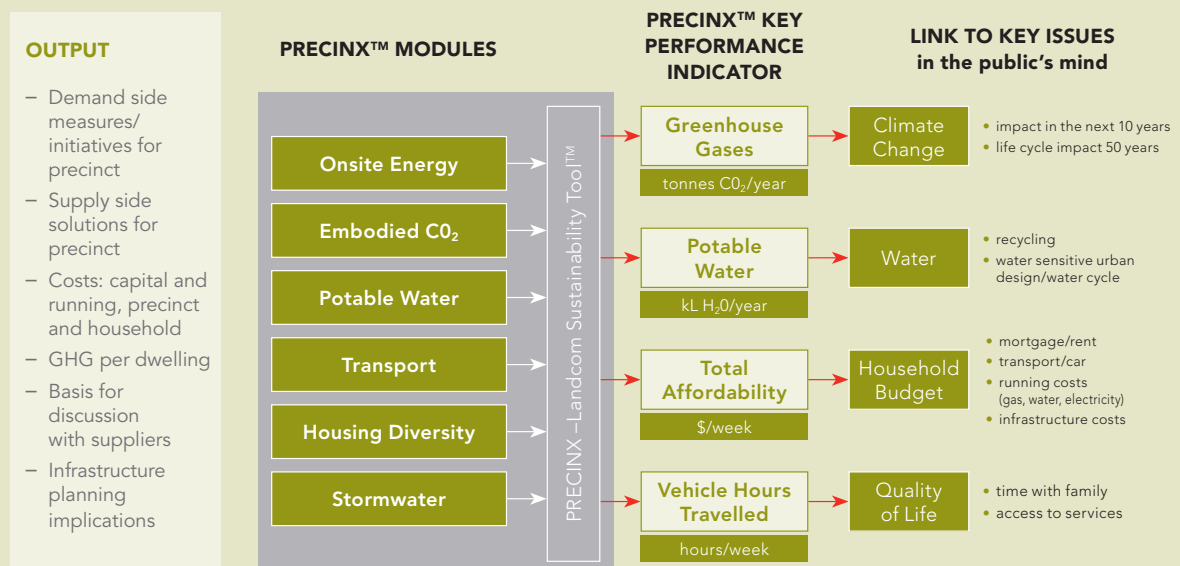 OUTPUT
– Demand side
measures/
initiatives for
precinct
– Supply side
solutions for
precinct
– Costs: capital and
running, precinct
and household
– GHG per dwelling
– Basis for
discussion
with suppliers
– Infrastructure
planning
implications
PRECINX™ MODULES
Onsite Energy
Embodied C0₂
Potable Water
Transport
Housing Diversity
Stormwater
PRECINX –Landcom Sustainability Tool™
PRECINX™ KEY
PERFORMANCE
INDICATOR
Greenhouse
Gases
tonnes C0₂/year
Potable
Water
kL H₂0/year
Total
Affordability
$/week
Vehicle Hours
Travelled
hours/week
LINK TO KEY ISSUES
in the public's mind
Climate
Change
• impact in the next 10 years
• life cycle impact 50 years
Water
• recycling
• water sensitive urban
design/water cycle
Household
Budget
• mortgage/rent
• transport/car
• running costs
(gas, water, electricity)
• infrastructure costs
Quality
of Life
• time with family
• access to services